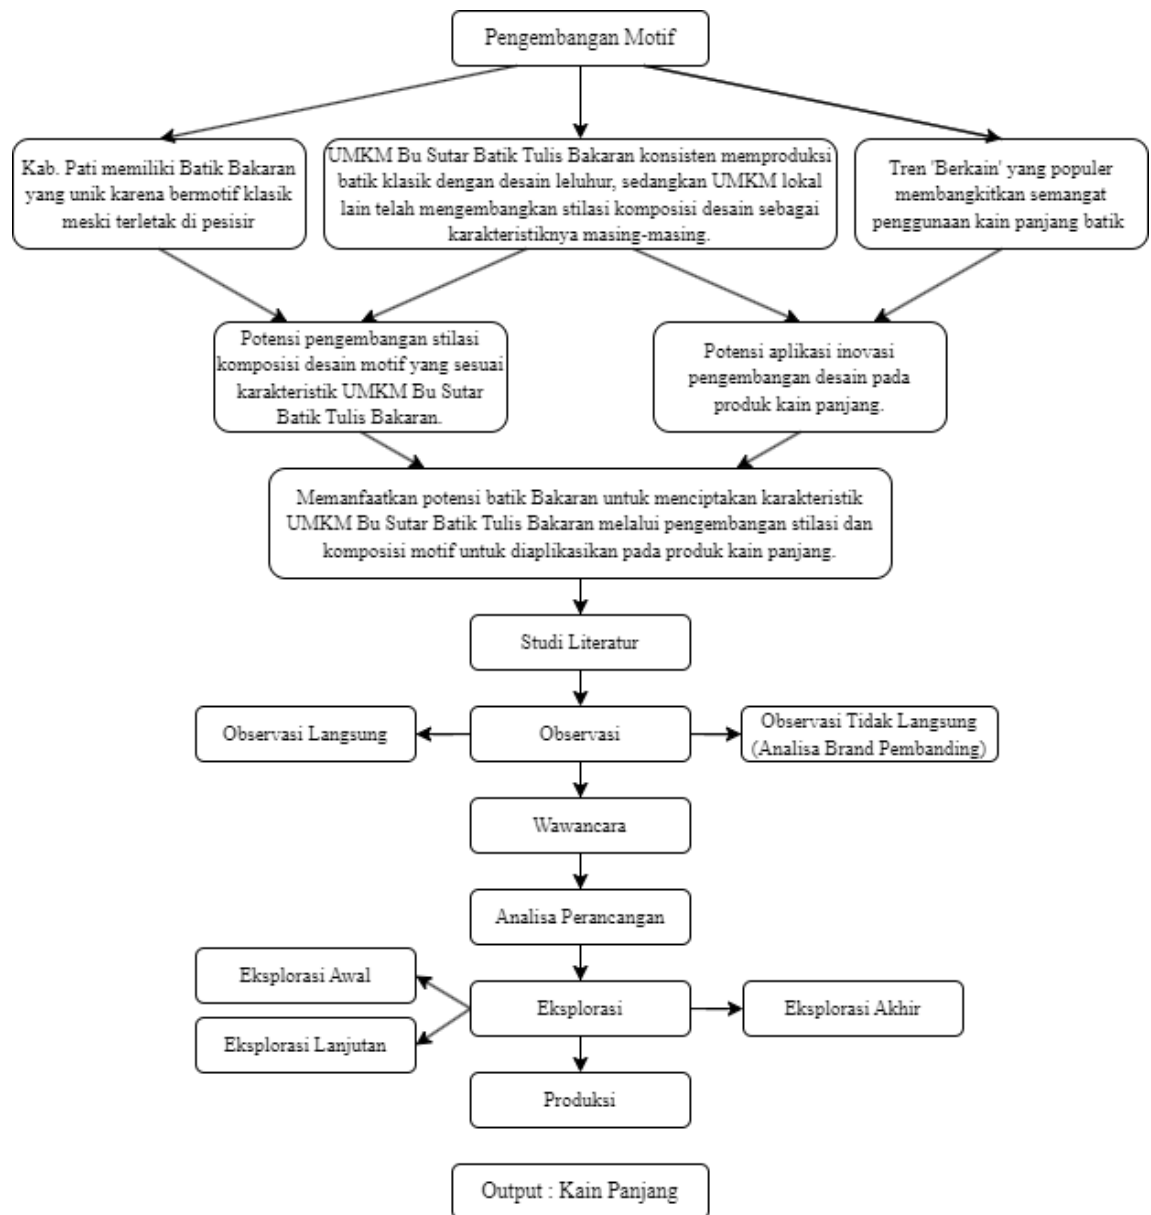 Pengembangan Motif
Kab. Pati memiliki Batik Bakaran
yang unik karena bermotif klasik
meski terletak di pesisir
UMKM Bu Sutar Batik Tulis Bakaran konsisten memproduksi
batik klasik dengan desain leluhur, sedangkan UMKM lokal
lain telah mengembangkan stilasi komposisi desain sebagai
karakteristiknya masing-masing.
Tren 'Berkain' yang populer
membangkitkan semangat
penggunaan kain panjang batik
Potensi pengembangan stilasi
komposisi desain motif yang sesuai
karakteristik UMKM Bu Sutar
Batik Tulis Bakaran.
Potensi aplikasi inovasi
pengembangan desain pada
produk kain panjang.
Memanfaatkan potensi batik Bakaran untuk menciptakan karakteristik
UMKM Bu Sutar Batik Tulis Bakaran melalui pengembangan stilasi dan
komposisi motif untuk diaplikasikan pada produk kain panjang.
Studi Literatur
Observasi Langsung
Observasi
Observasi Tidak Langsung
(Analisa Brand Pembanding)
Wawancara
Analisa Perancangan
Eksplorasi Awal
Eksplorasi
Eksplorasi Akhir
Eksplorasi Lanjutan
Produksi
Output : Kain Panjang